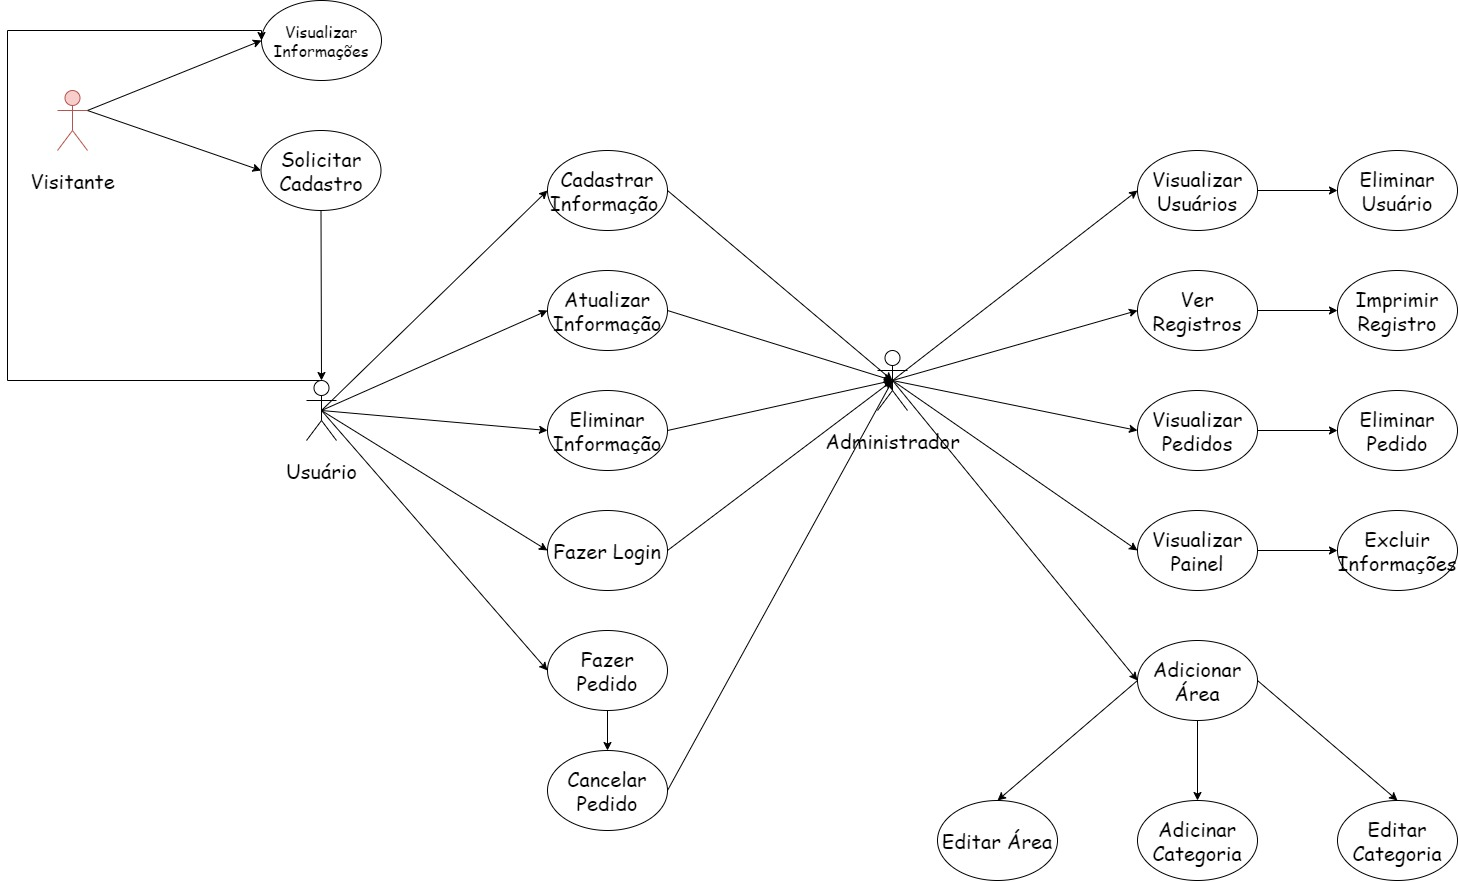 Visualizar
Informações
Visitante
Solicitar
Cadastro
Usuário
Cadastrar
Informação
Atualizar
Informação
Eliminar
Informação
Fazer Login
Fazer
Pedido
Cancelar
Pedido
Administrador
Visualizar
Usuários
Eliminar
Usuário
Ver
Registros
Imprimir
Registro
Visualizar
Pedidos
Eliminar
Pedido
Visualizar
Painel
Excluir
Informações
Adicionar
Área
Editar Área
Adicinar
Categoria
Editar
Categoria